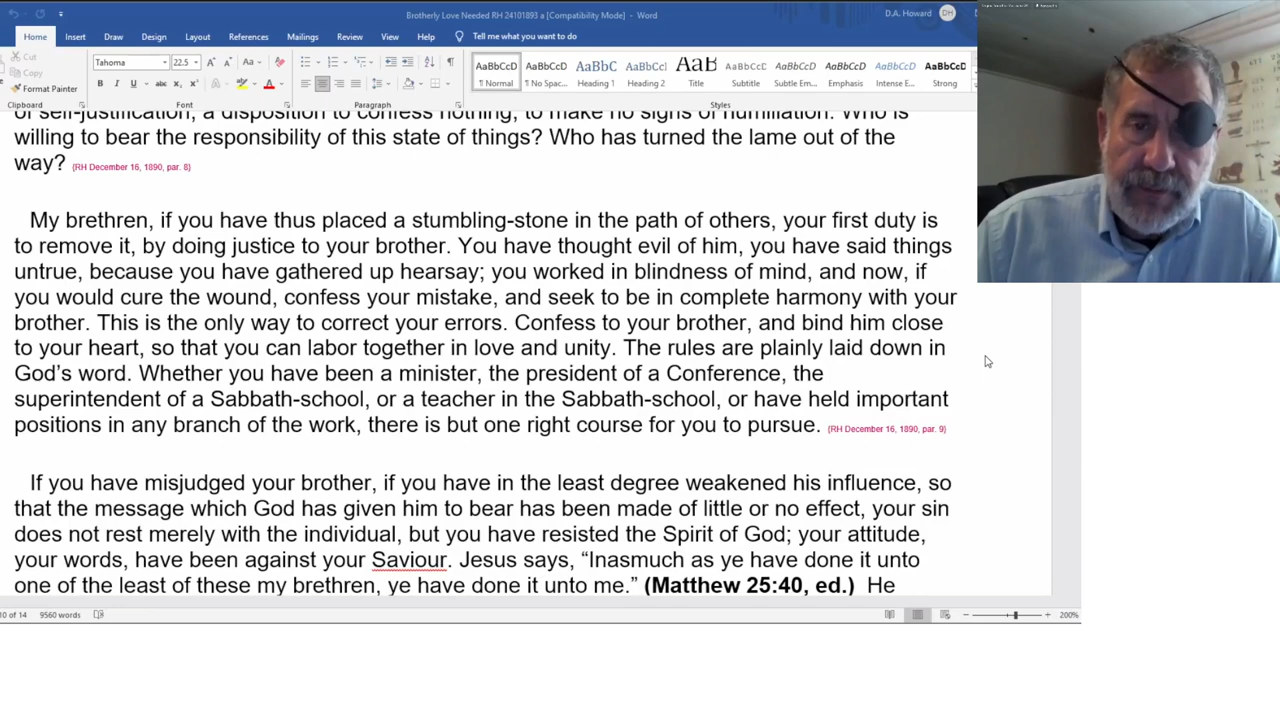 Brotherly Love Needed RH 24101893 a [Compatibility Mode] - Word
D.A. Howard DH
Home Insert Draw Design Layout References Mailings Review View Help Tell me what you want to do
Cut
Copy
Format Painter
Tahoma 22.5
Clipboard Font Paragraph Styles
AaBbCcD AaBbCcD AaBbC AaBbCcD AaBbC AaBbCcD AaBbCcD AaBbCcD AaBbCcD AaBbCcD
¶ Normal ¶ No Spac... Heading 1 Heading 2 Title Subtitle Subtle Em... Emphasis Intense E... Strong
of self-justification, a disposition to confess nothing, to make no signs of humiliation. Who is
willing to bear the responsibility of this state of things? Who has turned the lame out of the
way? {RH December 16, 1890, par. 8}
My brethren, if you have thus placed a stumbling-stone in the path of others, your first duty is
to remove it, by doing justice to your brother. You have thought evil of him, you have said things
untrue, because you have gathered up hearsay; you worked in blindness of mind, and now, if
you would cure the wound, confess your mistake, and seek to be in complete harmony with your
brother. This is the only way to correct your errors. Confess to your brother, and bind him close
to your heart, so that you can labor together in love and unity. The rules are plainly laid down in
God's word. Whether you have been a minister, the president of a Conference, the
superintendent of a Sabbath-school, or a teacher in the Sabbath-school, or have held important
positions in any branch of the work, there is but one right course for you to pursue. {RH December 16, 1890, par. 9}
If you have misjudged your brother, if you have in the least degree weakened his influence, so
that the message which God has given him to bear has been made of little or no effect, your sin
does not rest merely with the individual, but you have resisted the Spirit of God; your attitude,
your words, have been against your Saviour. Jesus says, “Inasmuch as ye have done it unto
one of the least of these my brethren, ye have done it unto me.” (Matthew 25:40, ed.) He
10 of 14 9560 words 200%